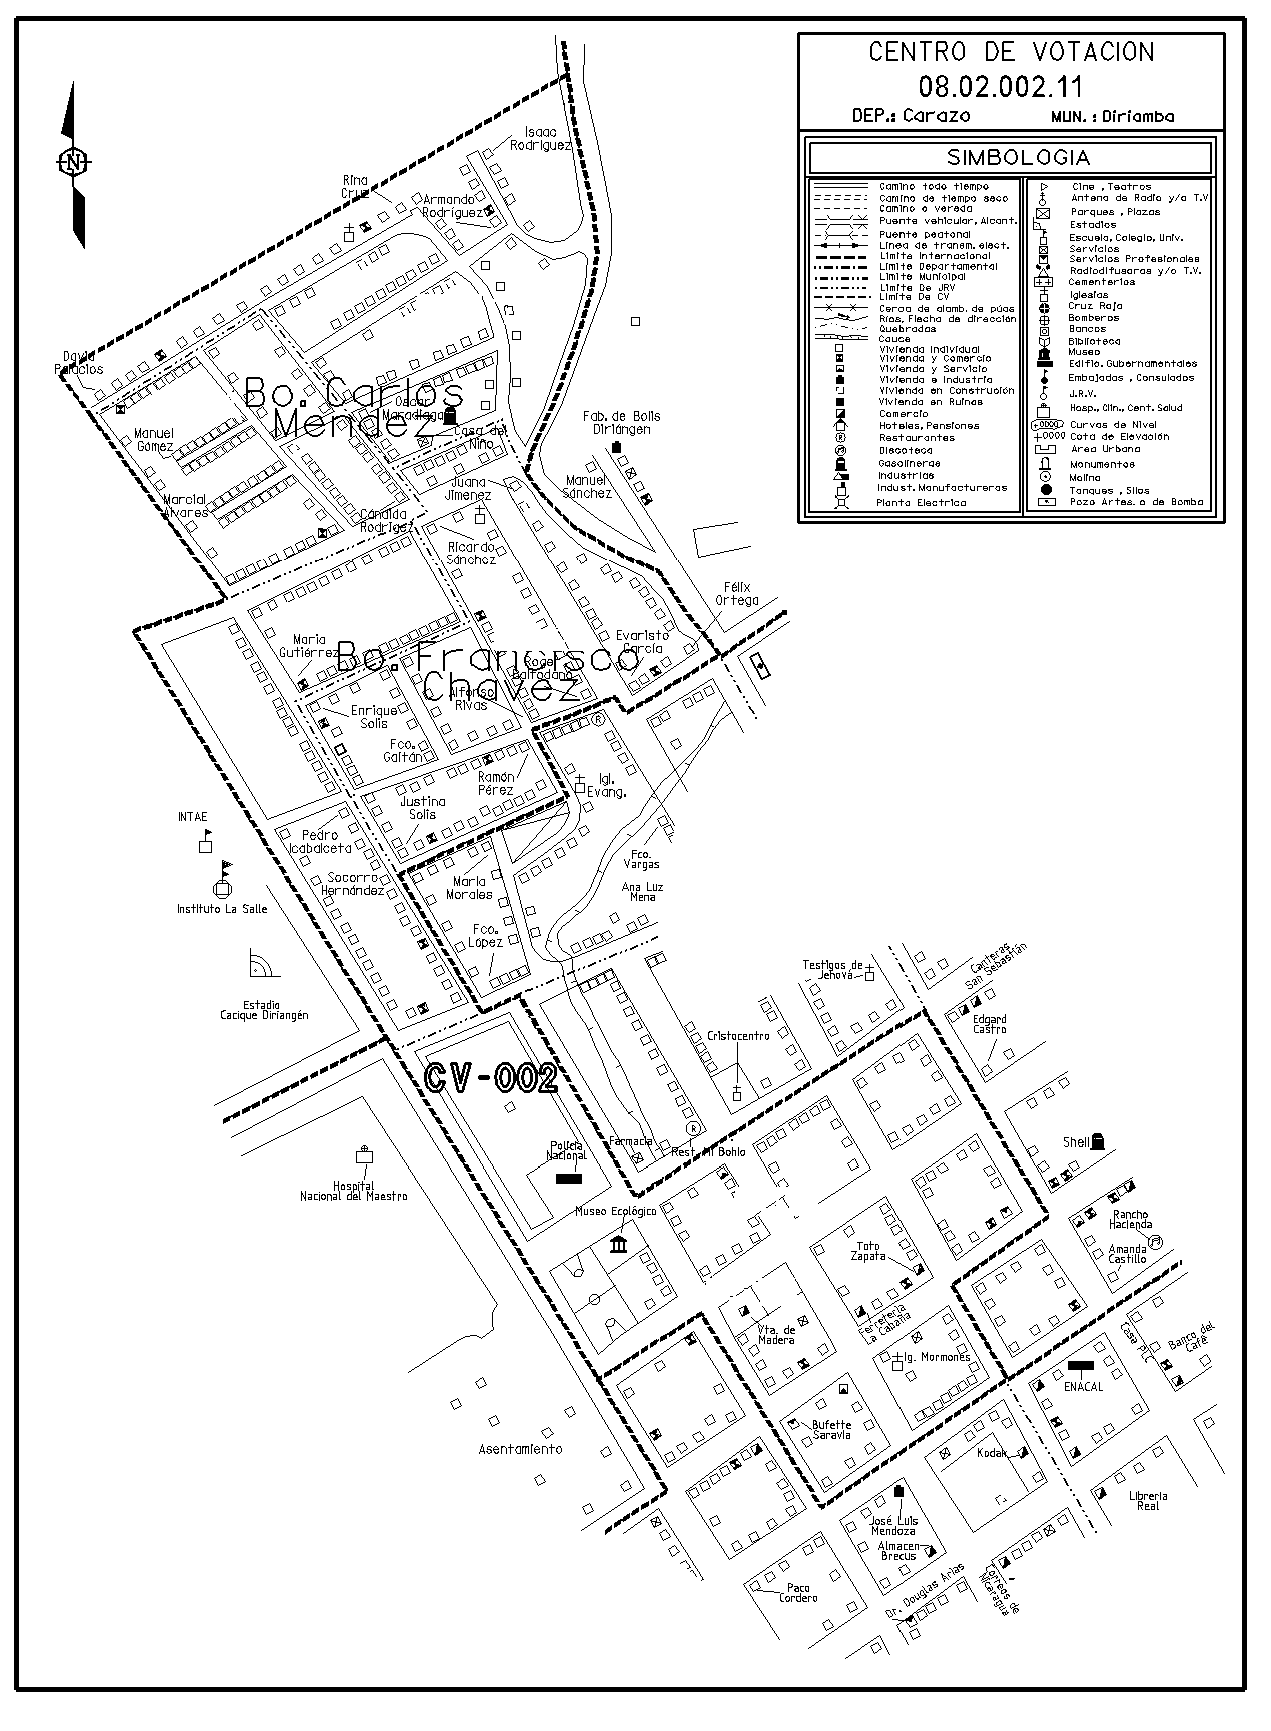 CENTRO DE VOTACION
08.02.002.11
DEP.: Carazo
MUN. : Diriamba
SIMBOLOGIA
Camino todo tiempo
Camino de tiempo seco
Camino o vereda
Puente vehicular, Alcant.
Puente peatonal
Línea de transm. elect.
Límite Internacional
Límite Departamental
Límite Municipal
Límite De JRV
Límite De CV
Cerca de alamb. de púas
Ríos, Flecha de dirección
Quebradas
Cauce
Vivienda Individual
Vivienda y Comercio
Vivienda y Servicio
Vivienda e Industria
Vivienda en Construción
Vivienda en Ruinas
Comercio
Hoteles, Pensiones
Restaurantes
Discoteca
Gasolineras
Industrias
Indust. Manufactureras
Planta Electrica
Cine , Teatros
Antena de Radio y/o T.V
Parques , Plazas
Estadios
Escuela, Colegio, Univ.
Servicios
Servicios Profesionales
Radiodifusoras y/o T.V.
Cementerios
Iglesias
Cruz Roja
Bomberos
Bancos
Biblioteca
Museo
Edific. Gubernamentales
Embajadas , Consulados
J.R.V.
Hosp., Clin., Cent. Salud
Curvas de Nivel
Cota de Elevación
Area Urbana
Monumentos
Molino
Tanques , Silos
Pozo Artes. o de Bomba
N
Isaac
Rodríguez
Rina
Cruz
Armando
Rodríguez
David
Palacios
Bo. Carlos
Mendez
Oscar
Maradiaga
Casa del
Niño
Fab. de Bolis
Diriángen
Manuel
Gómez
Juana
Jimenez
Manuel
Sánchez
Marcial
Alvares
Cándida
Rodrígez
Ricardo
Sánchez
Félix
Ortega
María
Gutiérrez
Evaristo
García
Bo. Francisco
Chavez
Roger
Baltodano
Alfonso
Rivas
Enrique
Solís
Fco.
Gaitán
Ramón
Pérez
Igl.
Evang.
Justina
Solís
INTAE
Pedro
Icabalceta
Fco.
Vargas
Socorro
Hernández
María
Morales
Ana Luz
Mena
Instituto La Salle
Fco.
López
Testigos de
Jehová
Canteras
San Sebastián
Estadio
Cacique Diriangén
Edgard
Castro
Cristocentro
CV-002
Farmacia
Policía
Nacional
Rest. Mi Bohío
Shell
Hospital
Nacional del Maestro
Museo Ecológico
Rancho
Hacienda
Toto
Zapata
Amanda
Castillo
Ferretería
La Cabaña
Vta. de
Madera
Casa PLC
Banco del
Café
Ig. Mormones
ENACAL
Bufette
Saravia
Asentamiento
Kodak
Librería
Real
José Luis
Mendoza
Almacen
Brecus
Paco
Cordero
Dr. Douglas Arias
Correos de
Nicaragua